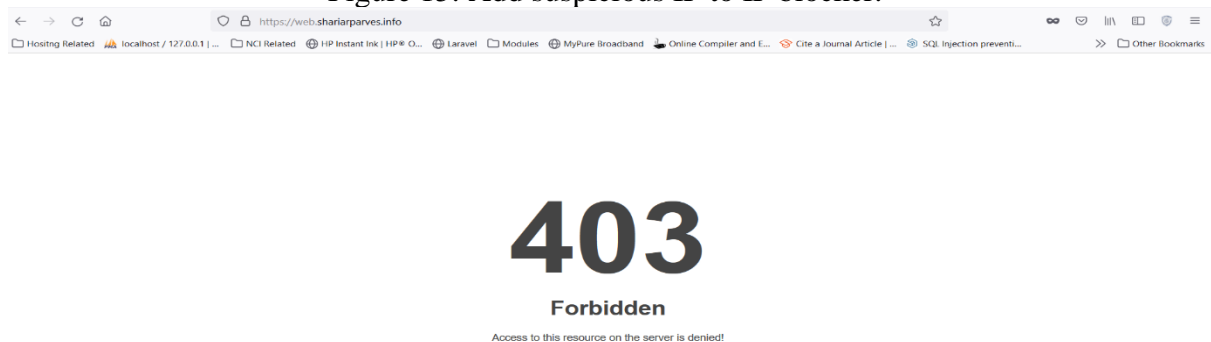 Figure 15: Add suspicious IP to IP blocker.
https://web.shariarparves.info
Hositng Related localhost / 127.0.0.1 | ... NCI Related HP Instant Ink | HP® O... Laravel Modules MyPure Broadband Online Compiler and E... Cite a Journal Article | ... SQL Injection preventi... Other Bookmarks
403
Forbidden
Access to this resource on the server is denied!